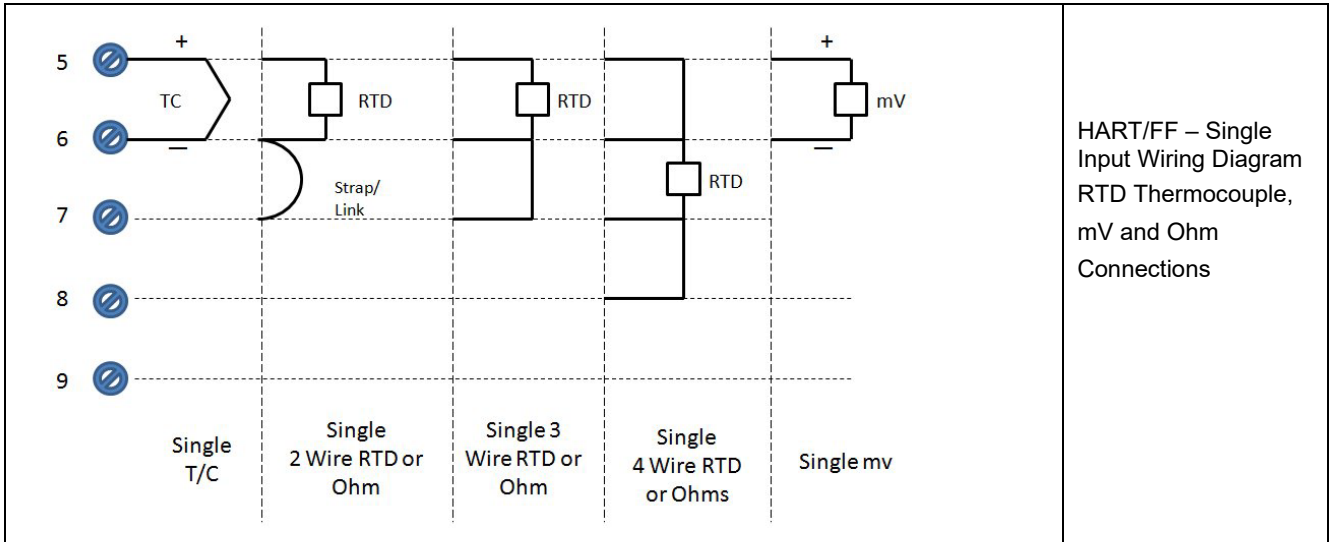 5
+
TC
6
—
7
8
9
RTD
Strap/
Link
RTD
RTD
+
mV
—
Single
T/C
Single
2 Wire RTD or
Ohm
Single 3
Wire RTD or
Ohm
Single
4 Wire RTD
or Ohms
Single mv
HART/FF – Single
Input Wiring Diagram
RTD Thermocouple,
mV and Ohm
Connections